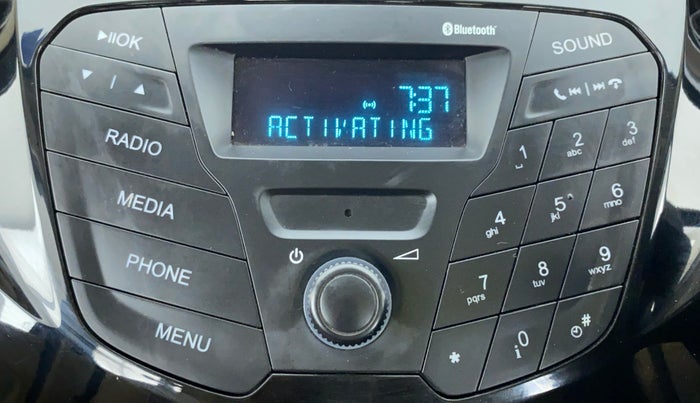 ▶IIOK
Bluetooth®
SOUND
▼ / ▲
7:37
ACTIVATING
RADIO
MEDIA
PHONE
MENU
1
2
abc
3
def
4
ghi
5
jkl
6
mno
7
pqrs
8
tuv
9
wxyz
*
0
i
#